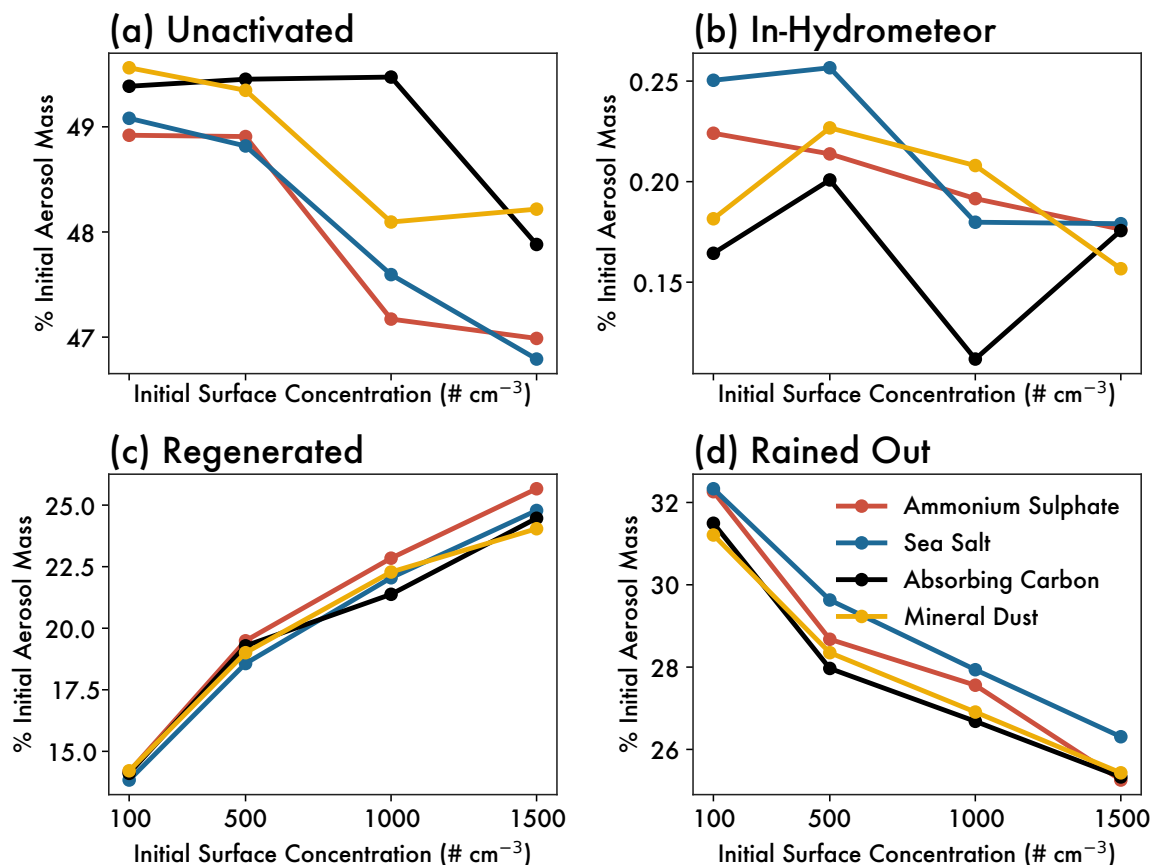 (a) Unactivated
% Initial Aerosol Mass
49
48
47
Initial Surface Concentration (# cm⁻³)
(b) In-Hydrometeor
% Initial Aerosol Mass
0.25
0.20
0.15
Initial Surface Concentration (# cm⁻³)
(c) Regenerated
% Initial Aerosol Mass
25.0
22.5
20.0
17.5
15.0
100 500 1000 1500
Initial Surface Concentration (# cm⁻³)
(d) Rained Out
% Initial Aerosol Mass
32
30
28
26
Ammonium Sulphate
Sea Salt
Absorbing Carbon
Mineral Dust
100 500 1000 1500
Initial Surface Concentration (# cm⁻³)